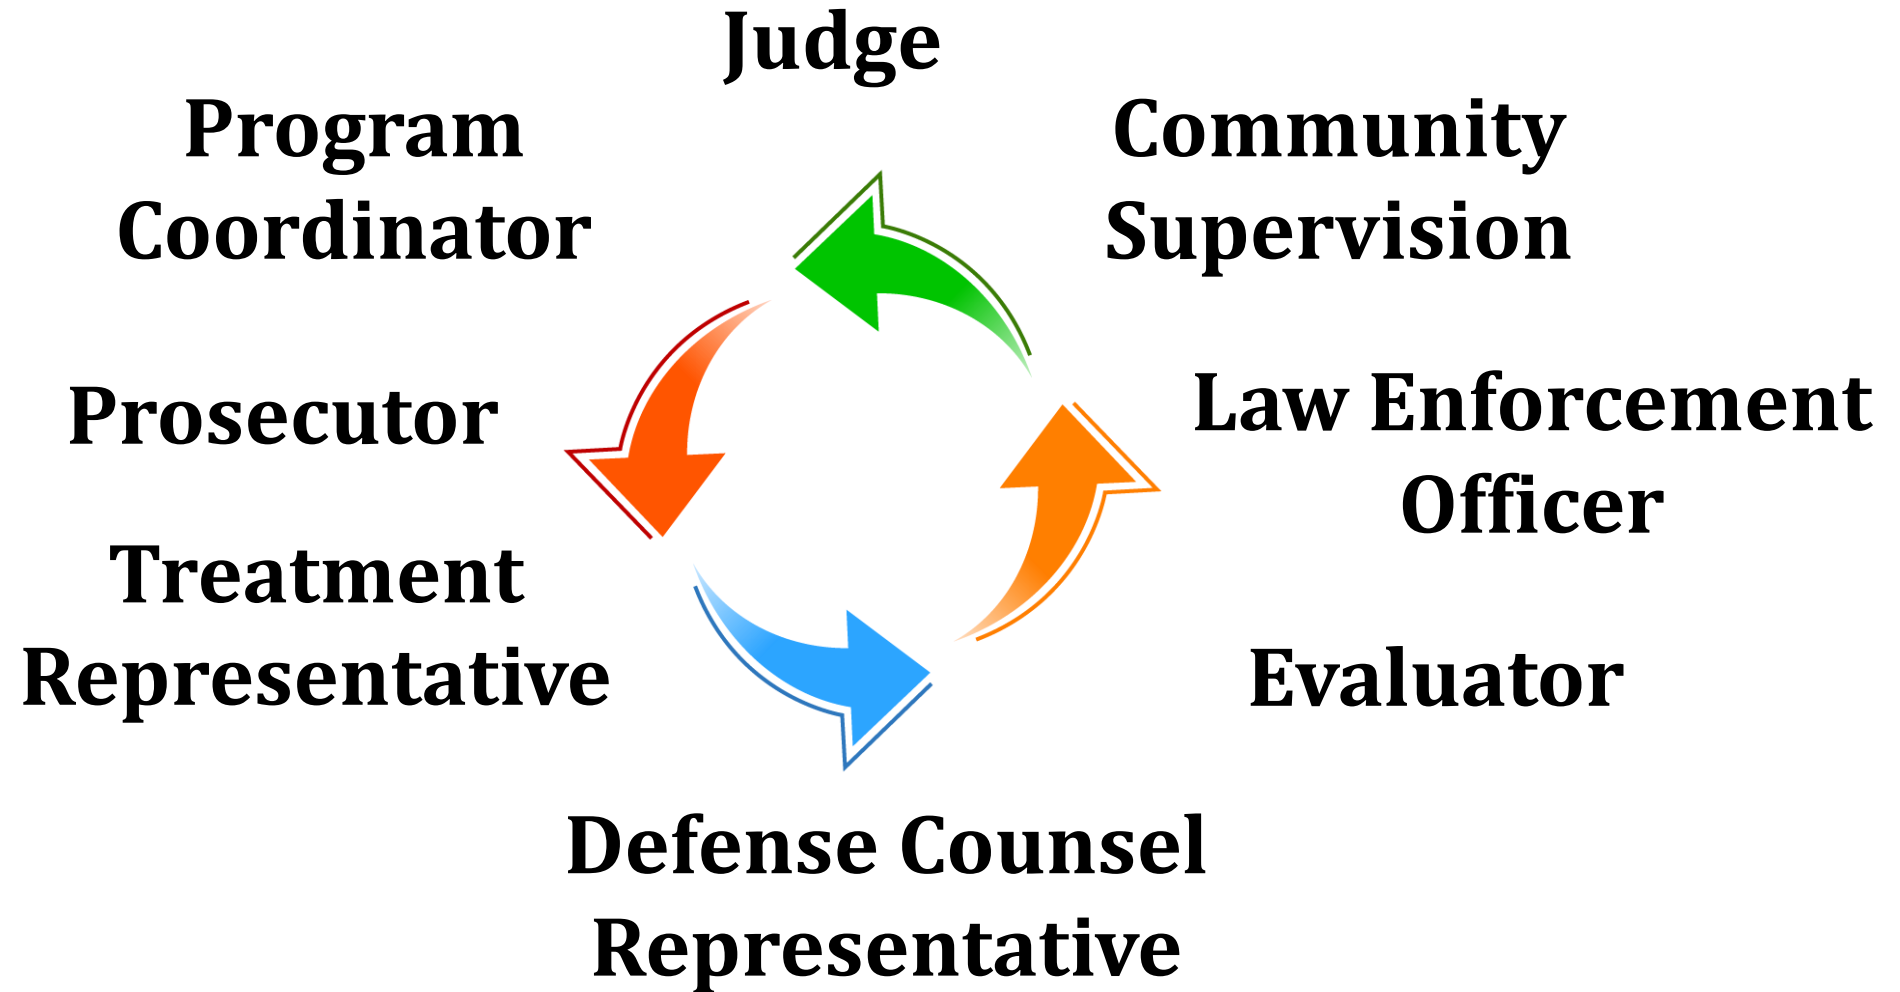 Judge
Program
Coordinator
Community
Supervision
Prosecutor
Law Enforcement
Officer
Treatment
Representative
Evaluator
Defense Counsel
Representative